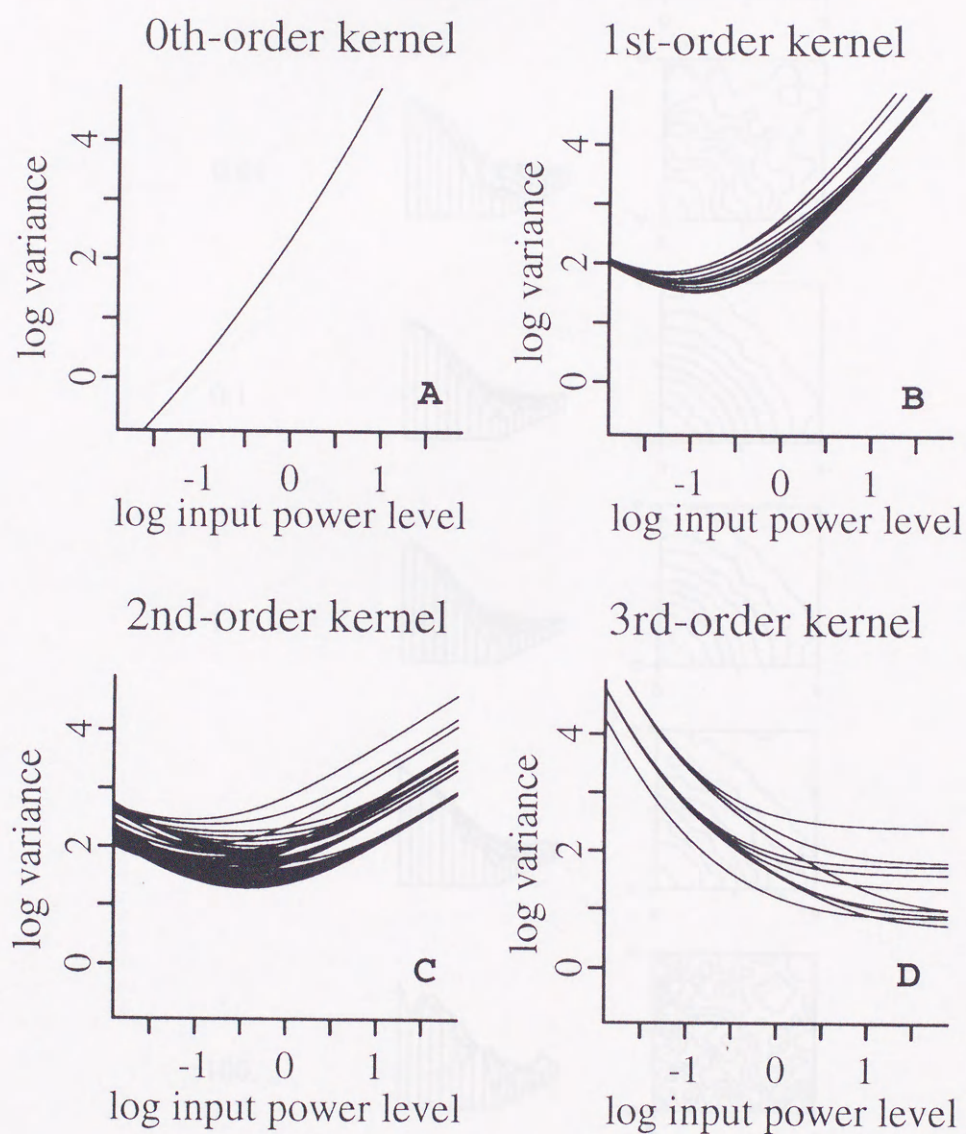 0th-order kernel
log variance
4
2
0
A
-1 0 1
log input power level
1st-order kernel
log variance
4
2
0
B
-1 0 1
log input power level
2nd-order kernel
log variance
4
2
0
C
-1 0 1
log input power level
3rd-order kernel
log variance
4
2
0
D
-1 0 1
log input power level